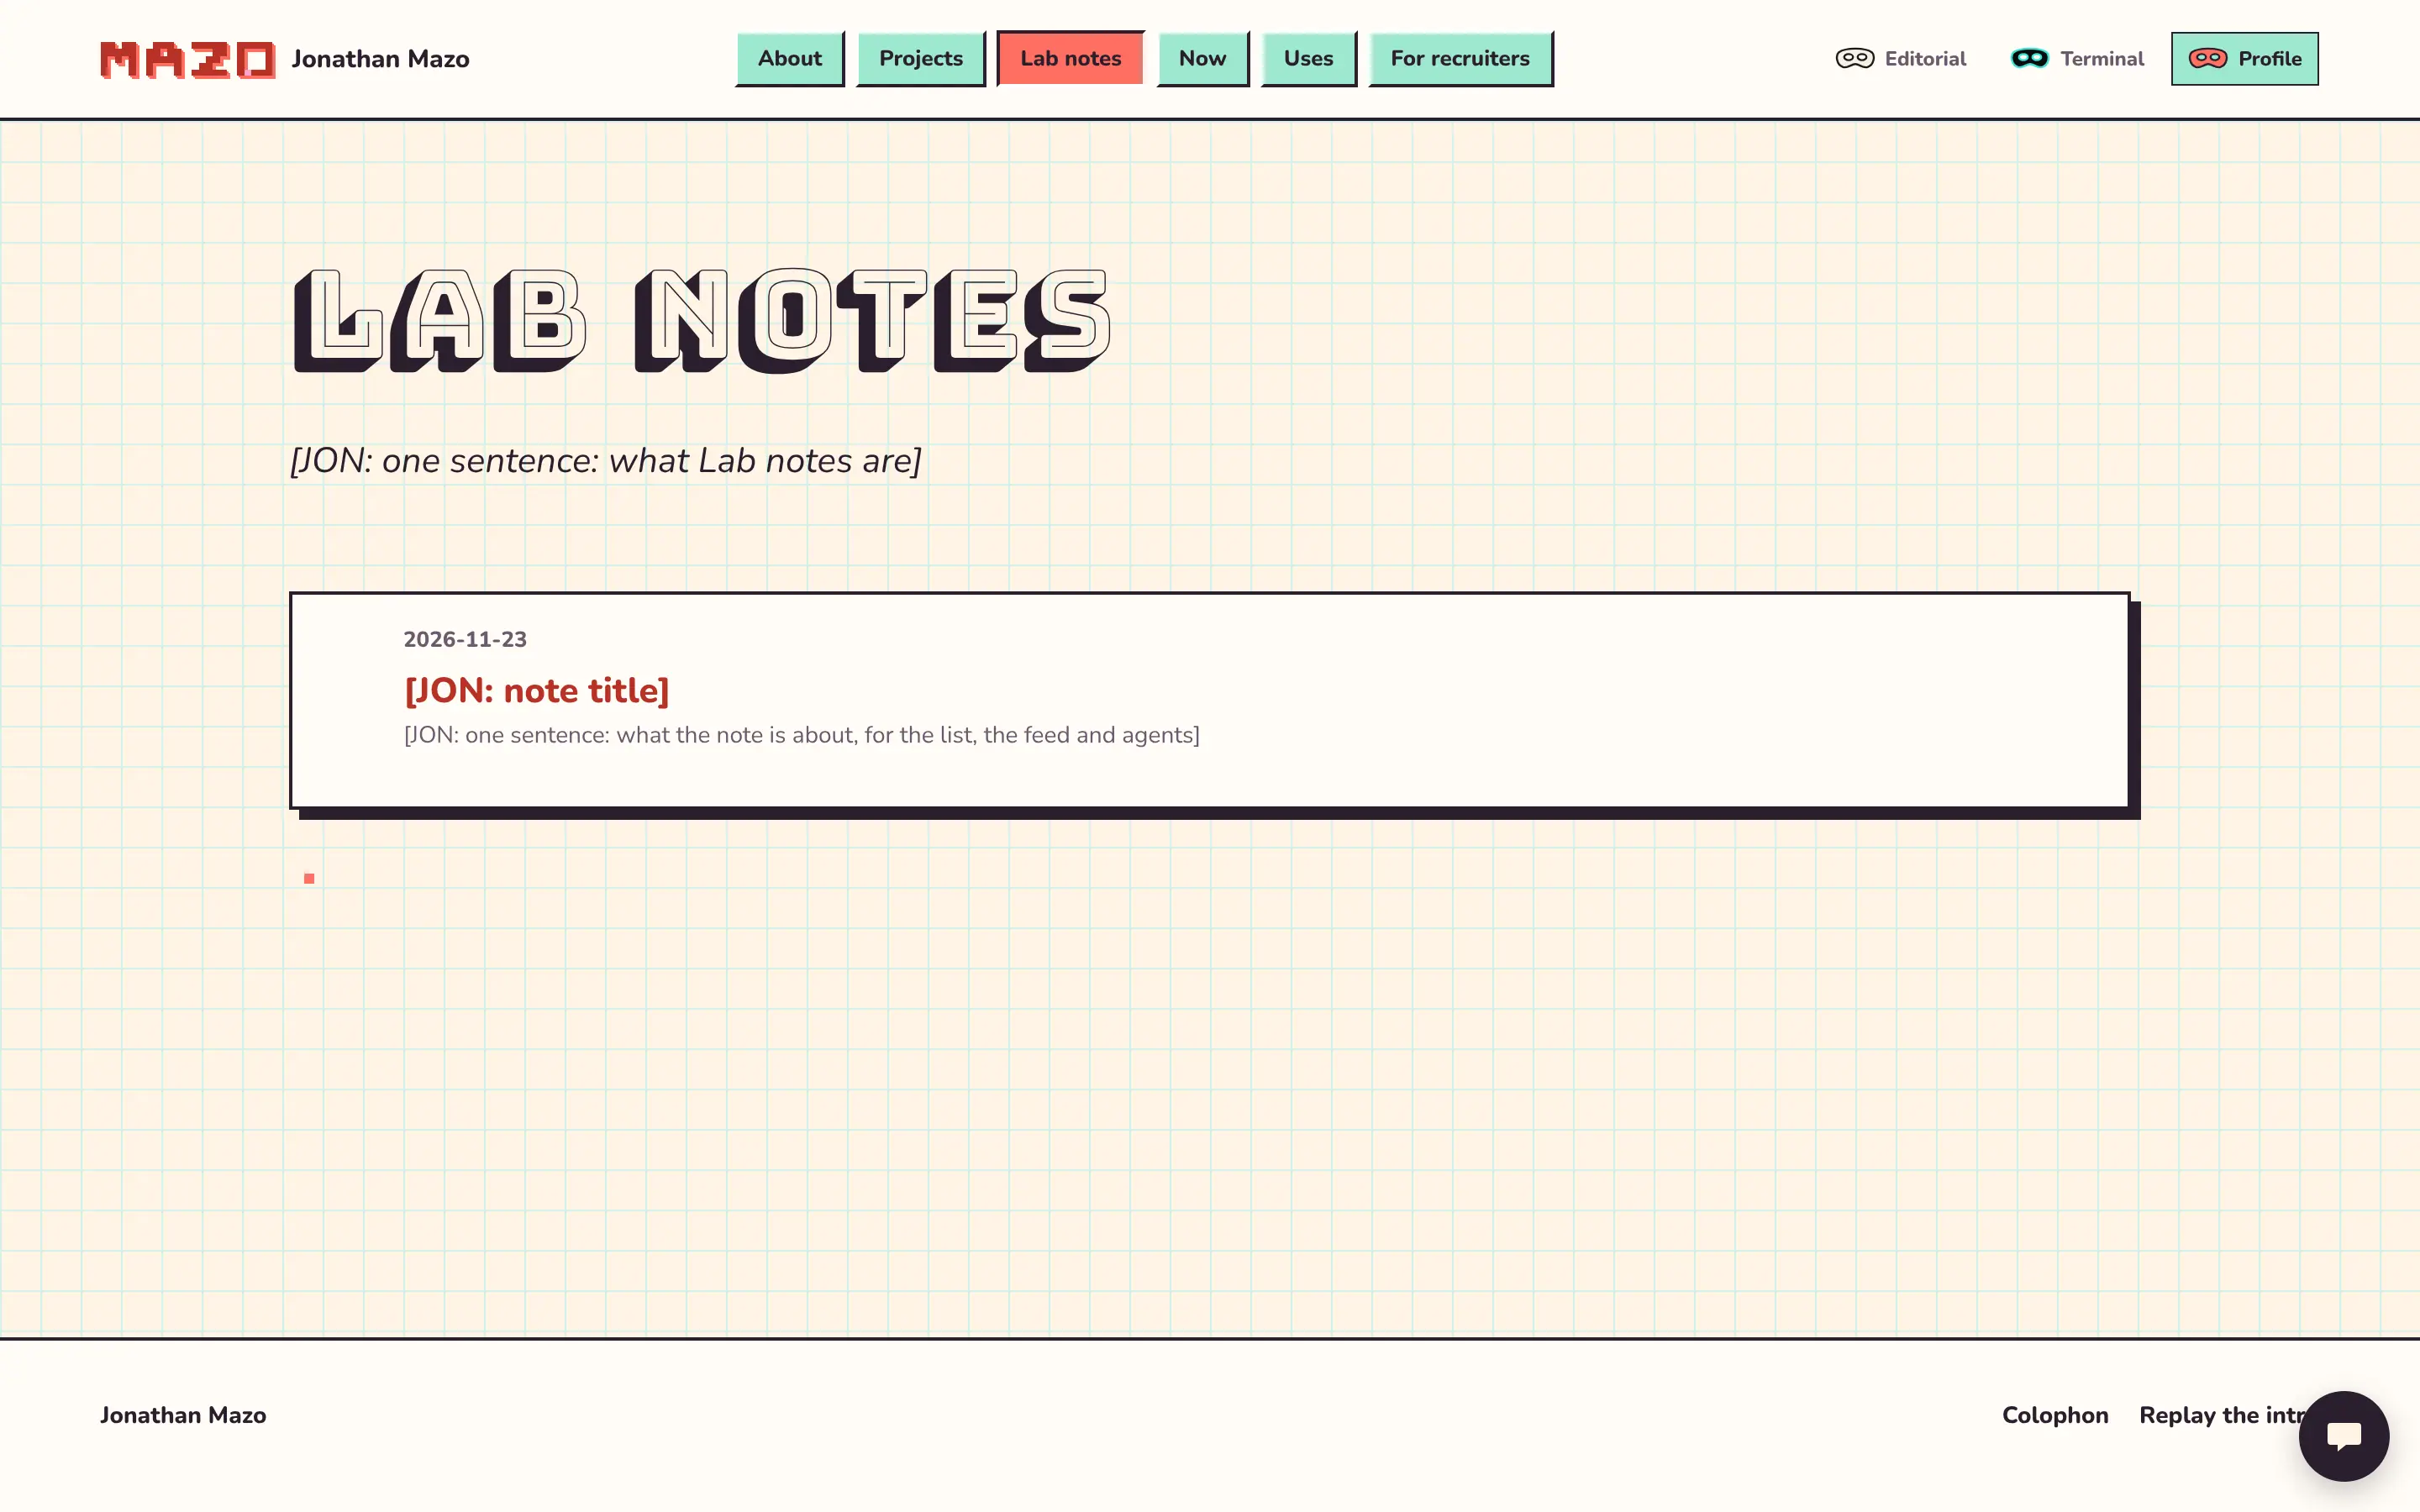 MAZO Jonathan Mazo About Projects Lab notes Now Uses For recruiters Editorial Terminal Profile
LAB NOTES
[JON: one sentence: what Lab notes are]
2026-11-23
[JON: note title]
[JON: one sentence: what the note is about, for the list, the feed and agents]
Jonathan Mazo Colophon Replay the